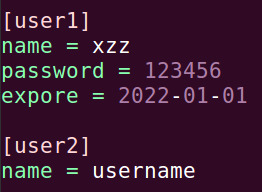 [user1]
name = xzz
password = 123456
expore = 2022-01-01
[user2]
name = username